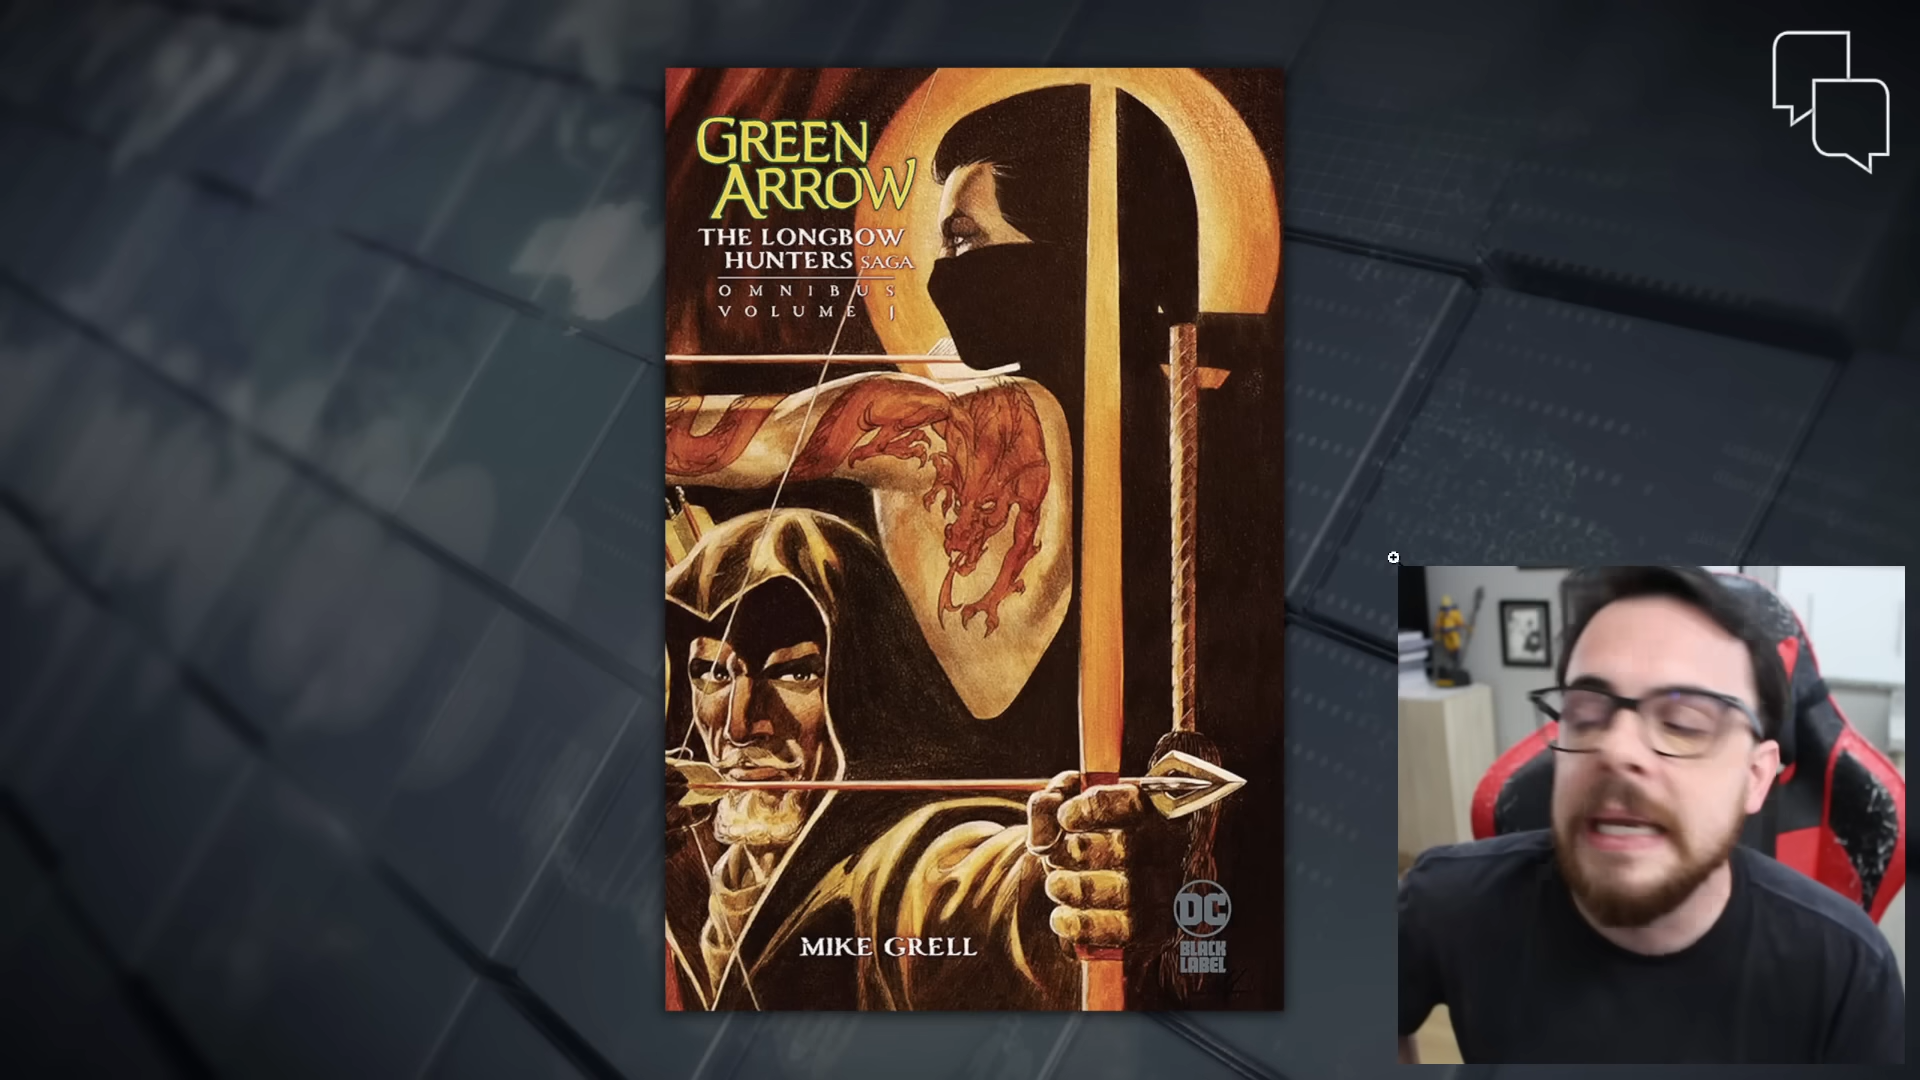 GREEN
ARROW
THE LONGBOW
HUNTERS SAGA
OMNIBUS
VOLUME 1
MIKE GRELL
DC
BLACK
LABEL